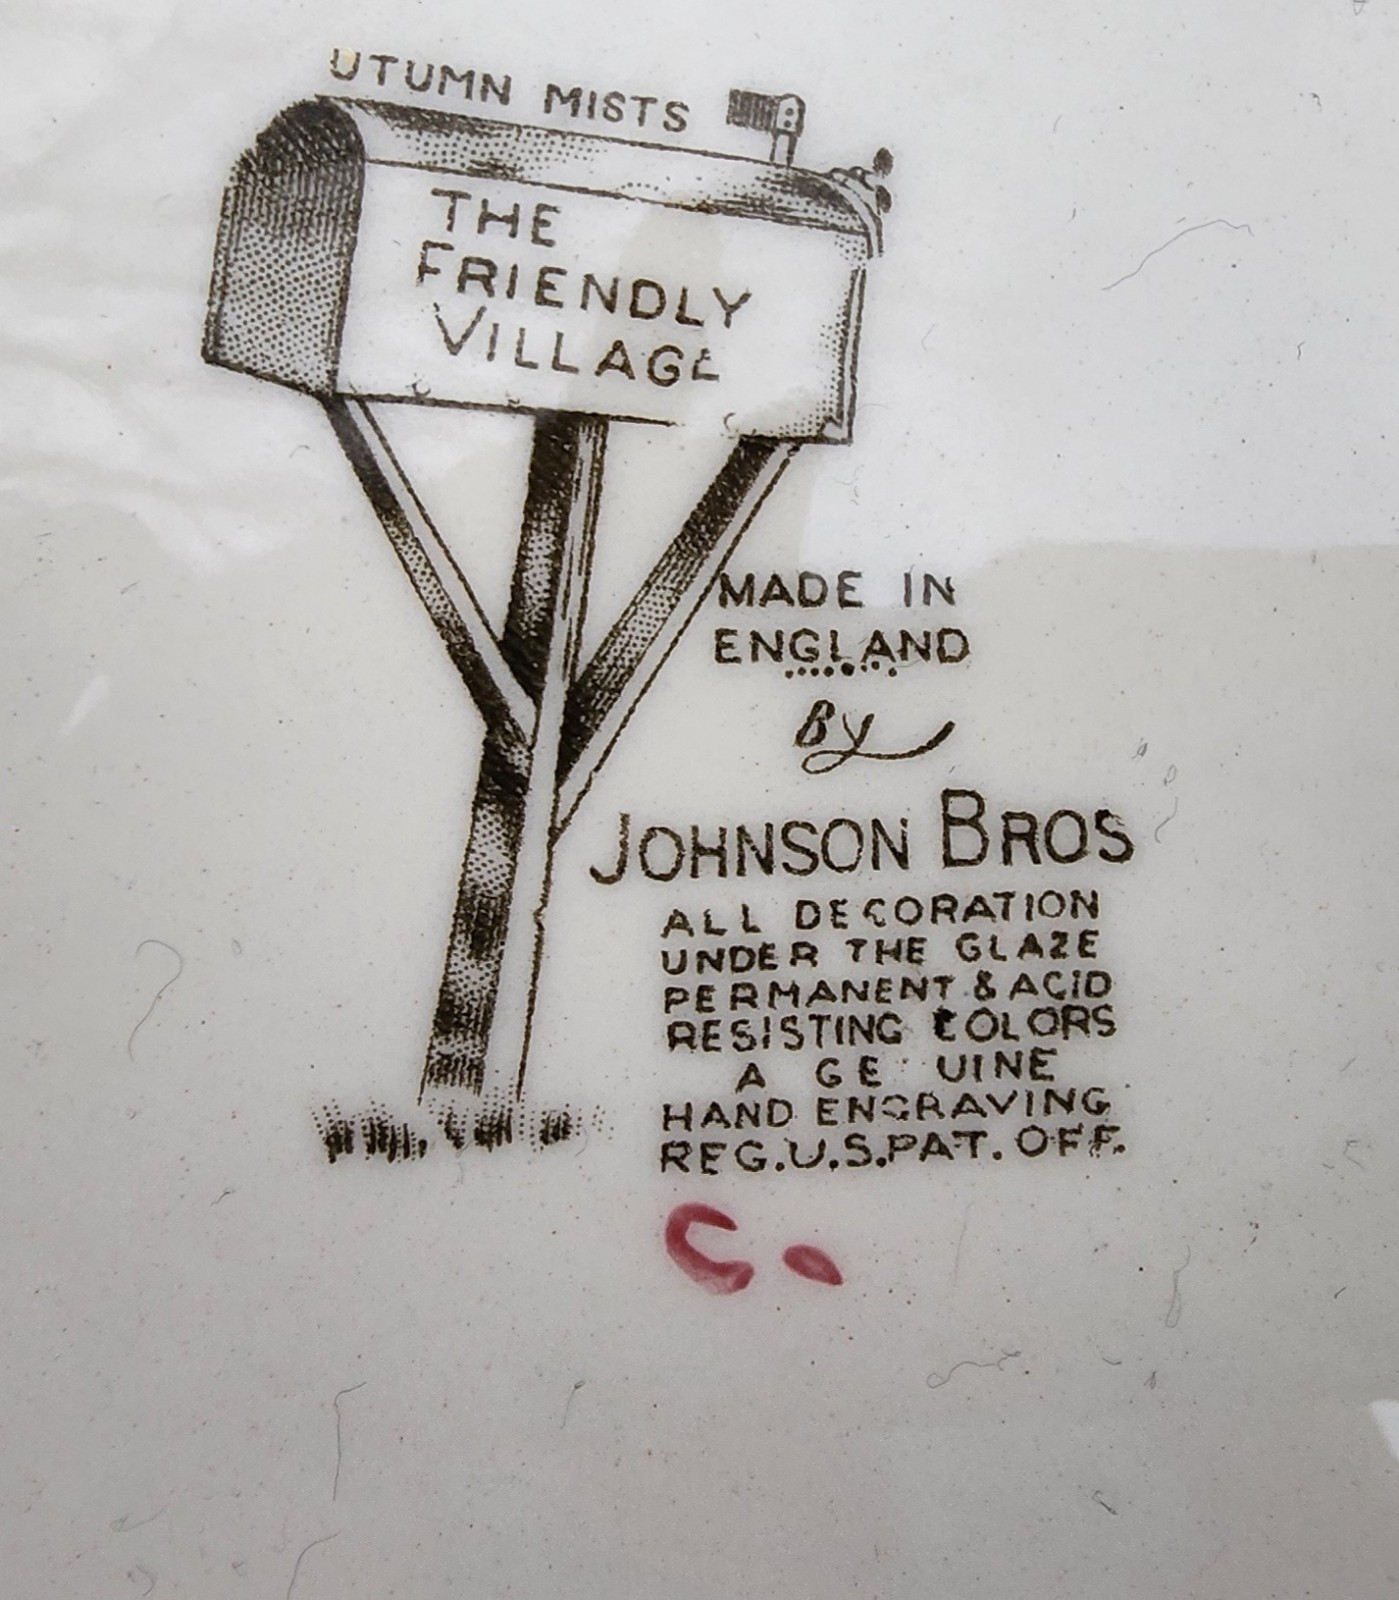 UTUMN MISTS
THE
FRIENDLY
VILLAGE
MADE IN
ENGLAND
By
JOHNSON BROS
ALL DECORATION
UNDER THE GLAZE
PERMANENT & ACID
RESISTING COLORS
A GE UINE
HAND ENGRAVING
REG.U.S.PAT. OFF.
C.